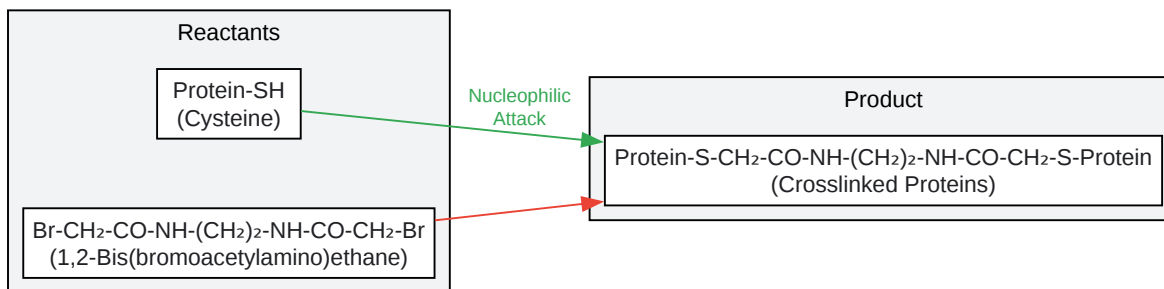 Reactants
Protein-SH
(Cysteine)
Br-CH₂-CO-NH-(CH₂)₂-NH-CO-CH₂-Br
(1,2-Bis(bromoacetylamino)ethane)
Nucleophilic
Attack
Product
Protein-S-CH₂-CO-NH-(CH₂)₂-NH-CO-CH₂-S-Protein
(Crosslinked Proteins)